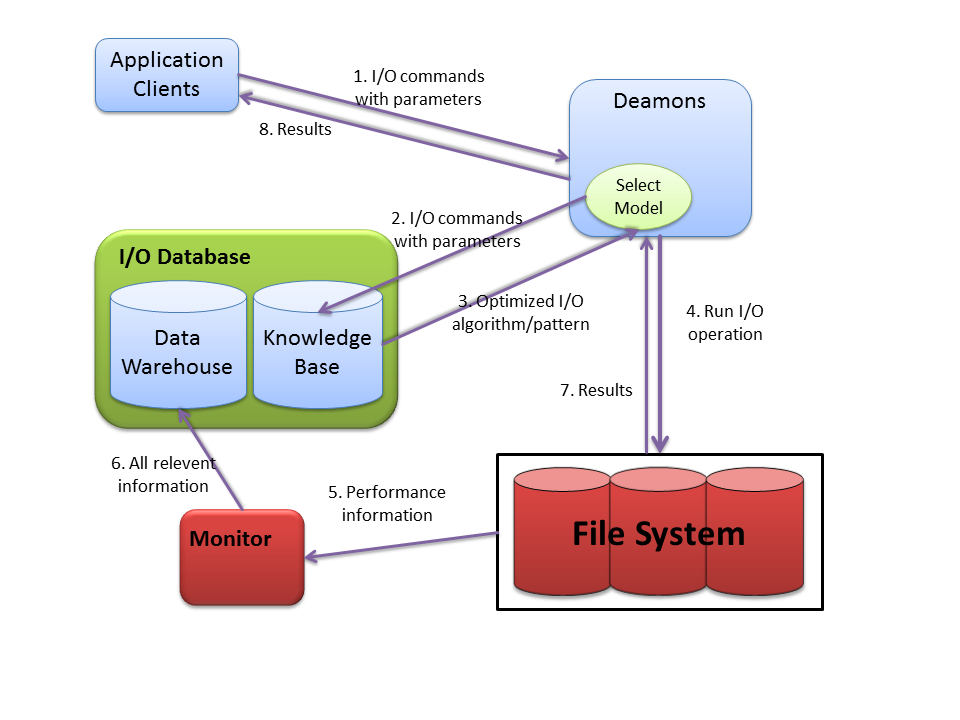 Application
Clients
1. I/O commands
with parameters
8. Results
Deamons
Select
Model
2. I/O commands
with parameters
I/O Database
Data
Warehouse
Knowledge
Base
3. Optimized I/O
algorithm/pattern
4. Run I/O
operation
7. Results
6. All relevent
information
5. Performance
information
Monitor
File System